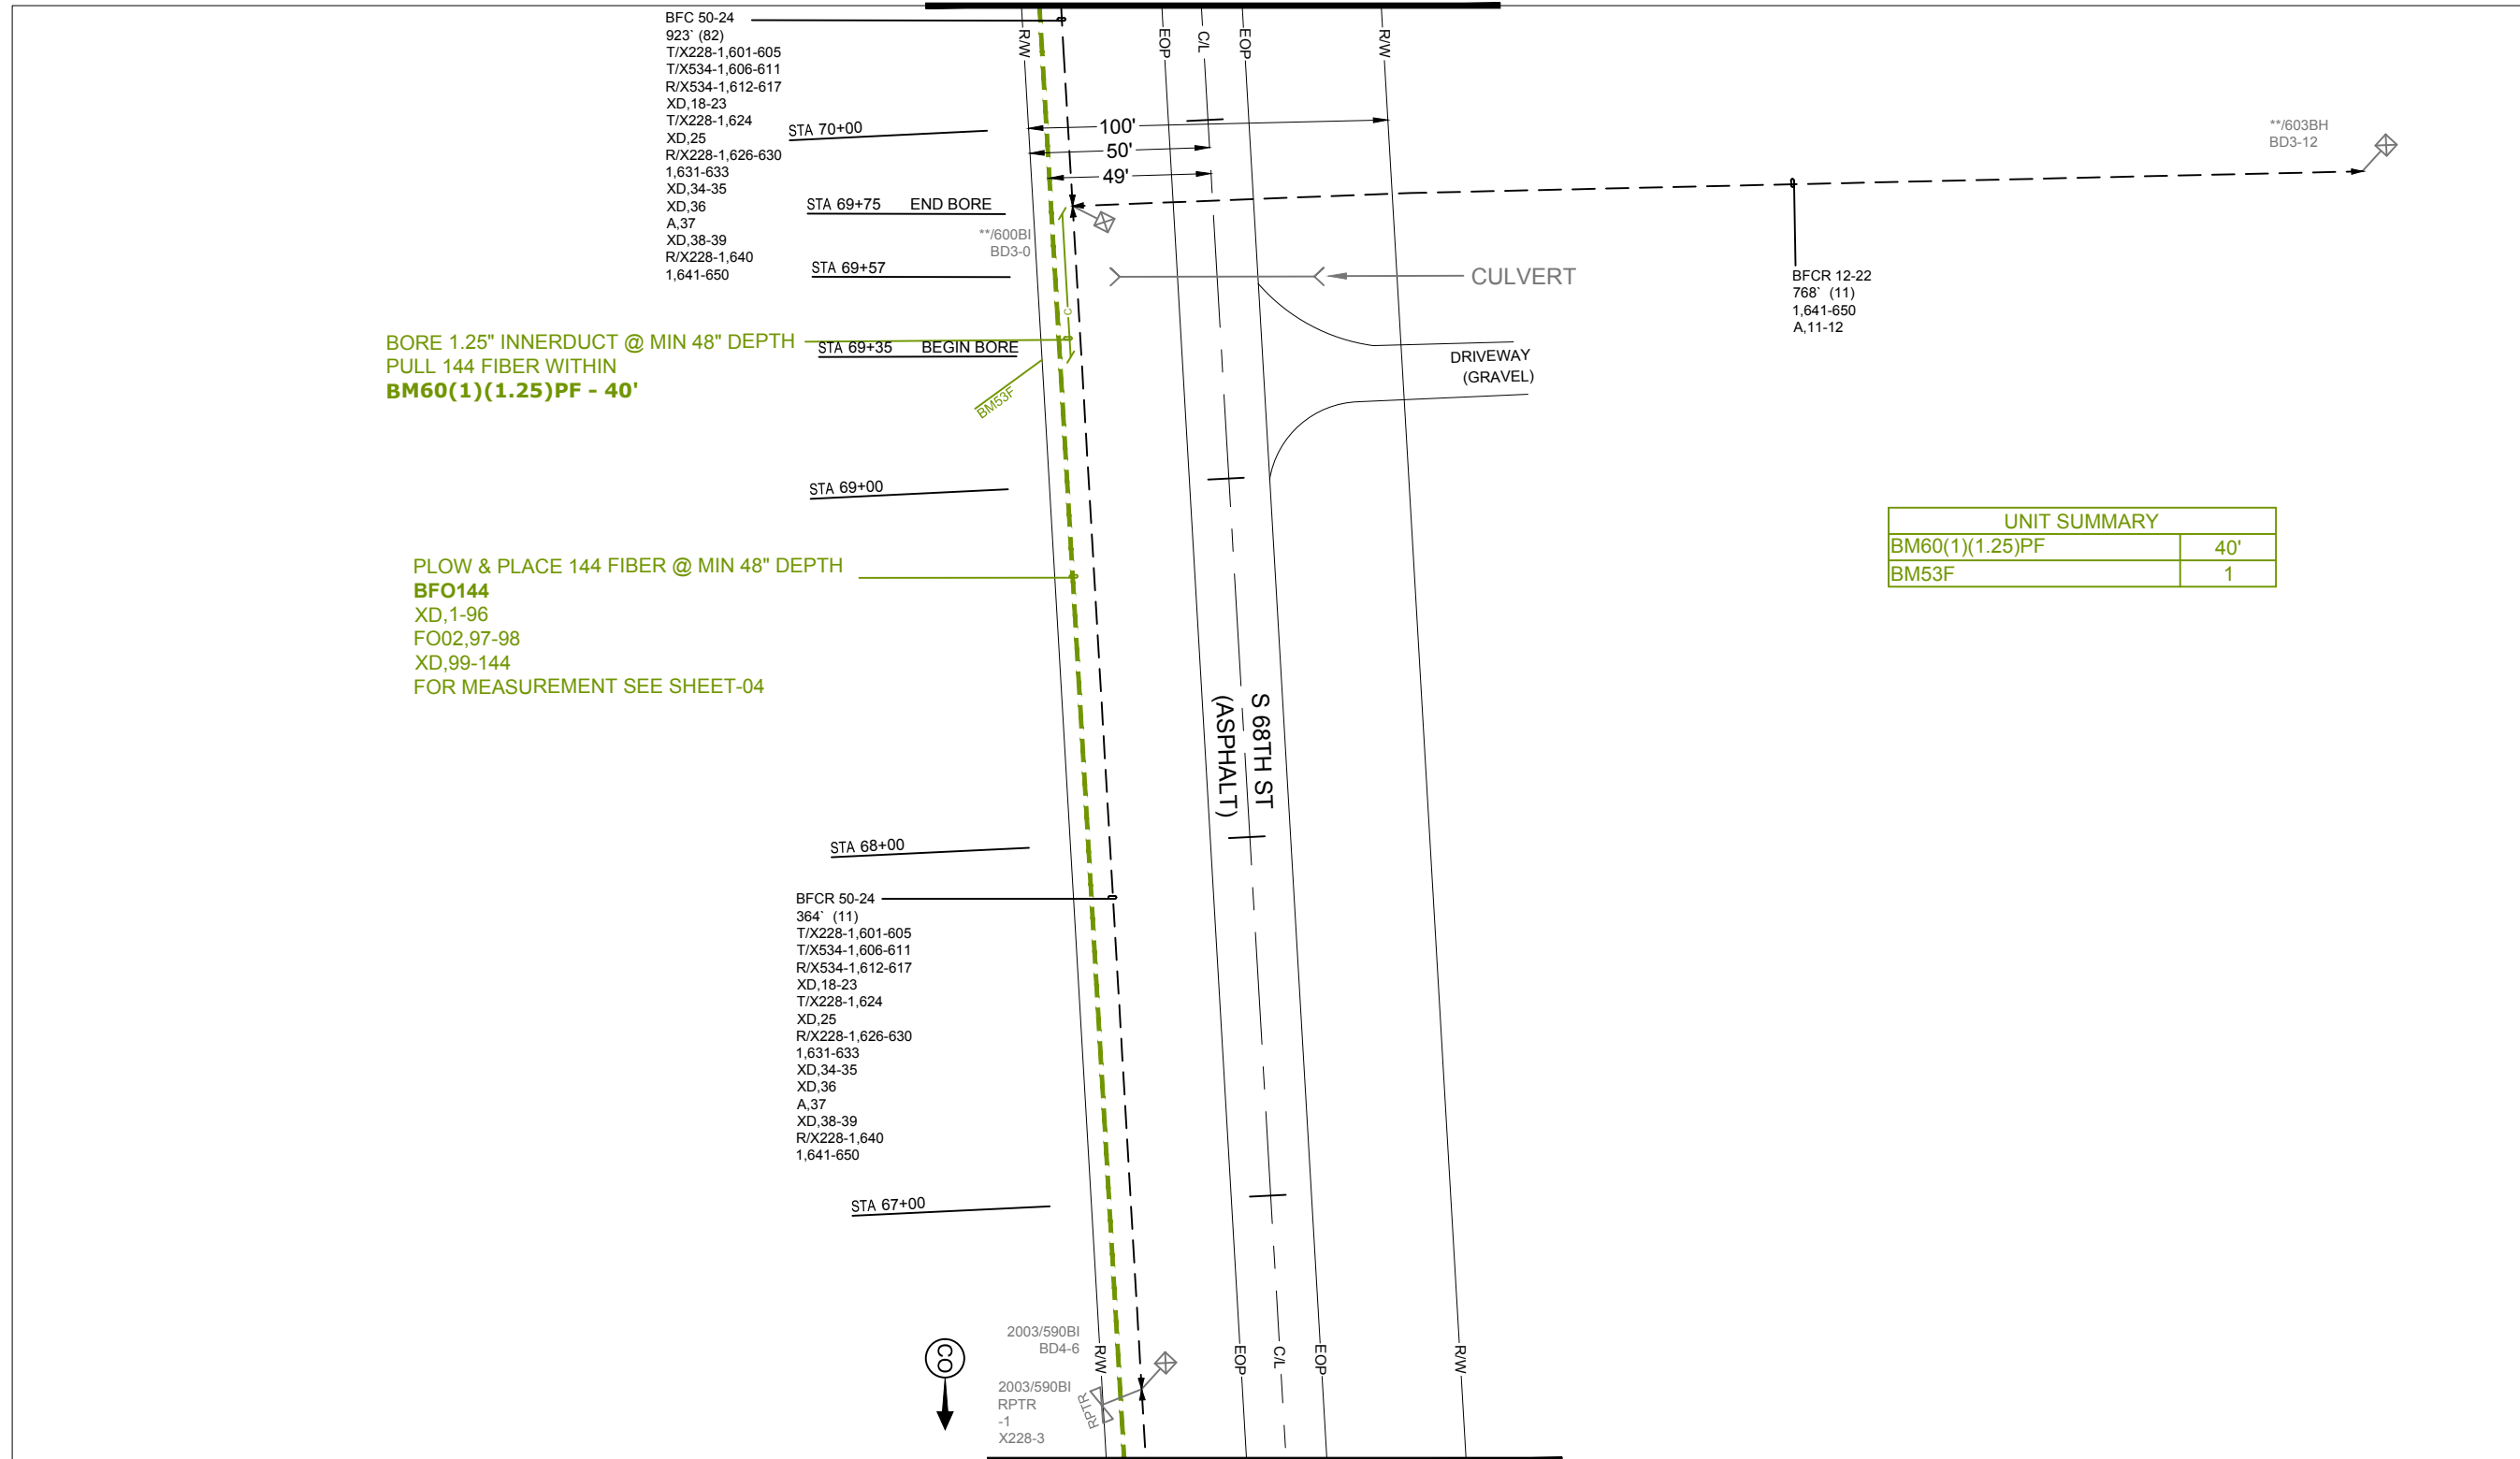 BFC 50-24
923` (82)
T/X228-1,601-605
T/X534-1,606-611
R/X534-1,612-617
XD,18-23
T/X228-1,624
XD,25
R/X228-1,626-630
1,631-633
XD,34-35
XD,36
A,37
XD,38-39
R/X228-1,640
1,641-650
R/W
EOP
C/L
EOP
R/W
STA 70+00
100'
50'
49'
**/603BH
BD3-12
STA 69+75 END BORE
**/600BI
BD3-0
STA 69+57
CULVERT
BFCR 12-22
768` (11)
1,641-650
A,11-12
C
BORE 1.25" INNERDUCT @ MIN 48" DEPTH
PULL 144 FIBER WITHIN
BM60(1)(1.25)PF - 40'
STA 69+35 BEGIN BORE
BM53F
DRIVEWAY
(GRAVEL)
STA 69+00
UNIT SUMMARY
BM60(1)(1.25)PF 40'
BM53F 1
PLOW & PLACE 144 FIBER @ MIN 48" DEPTH
BFO144
XD,1-96
FO02,97-98
XD,99-144
FOR MEASUREMENT SEE SHEET-04
S 68TH ST
(ASPHALT)
STA 68+00
BFCR 50-24
364` (11)
T/X228-1,601-605
T/X534-1,606-611
R/X534-1,612-617
XD,18-23
T/X228-1,624
XD,25
R/X228-1,626-630
1,631-633
XD,34-35
XD,36
A,37
XD,38-39
R/X228-1,640
1,641-650
STA 67+00
CO
2003/590BI
BD4-6
2003/590BI
RPTR
-1
X228-3
RPTR
R/W
EOP
C/L
EOP
R/W